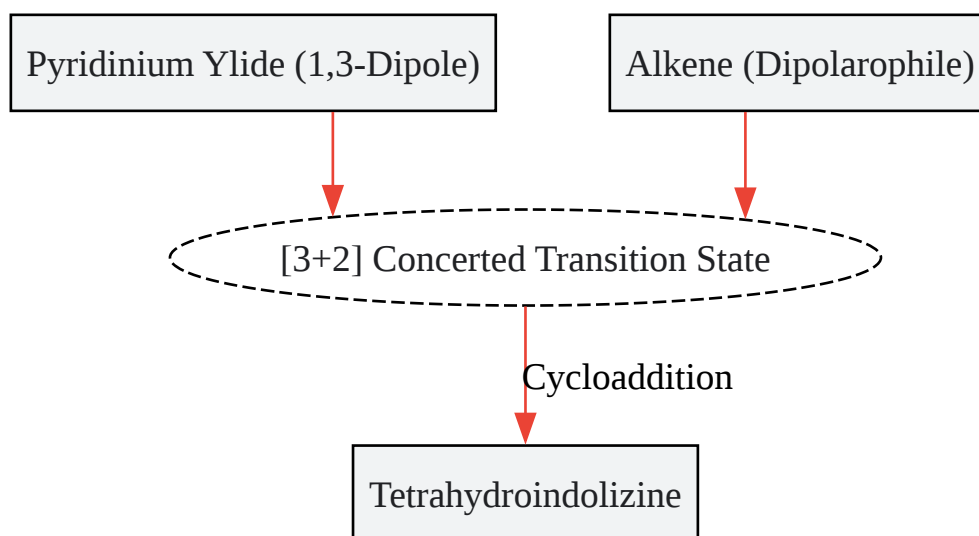 Pyridinium Ylide (1,3-Dipole)
Alkene (Dipolarophile)
[3+2] Concerted Transition State
Cycloaddition
Tetrahydroindolizine